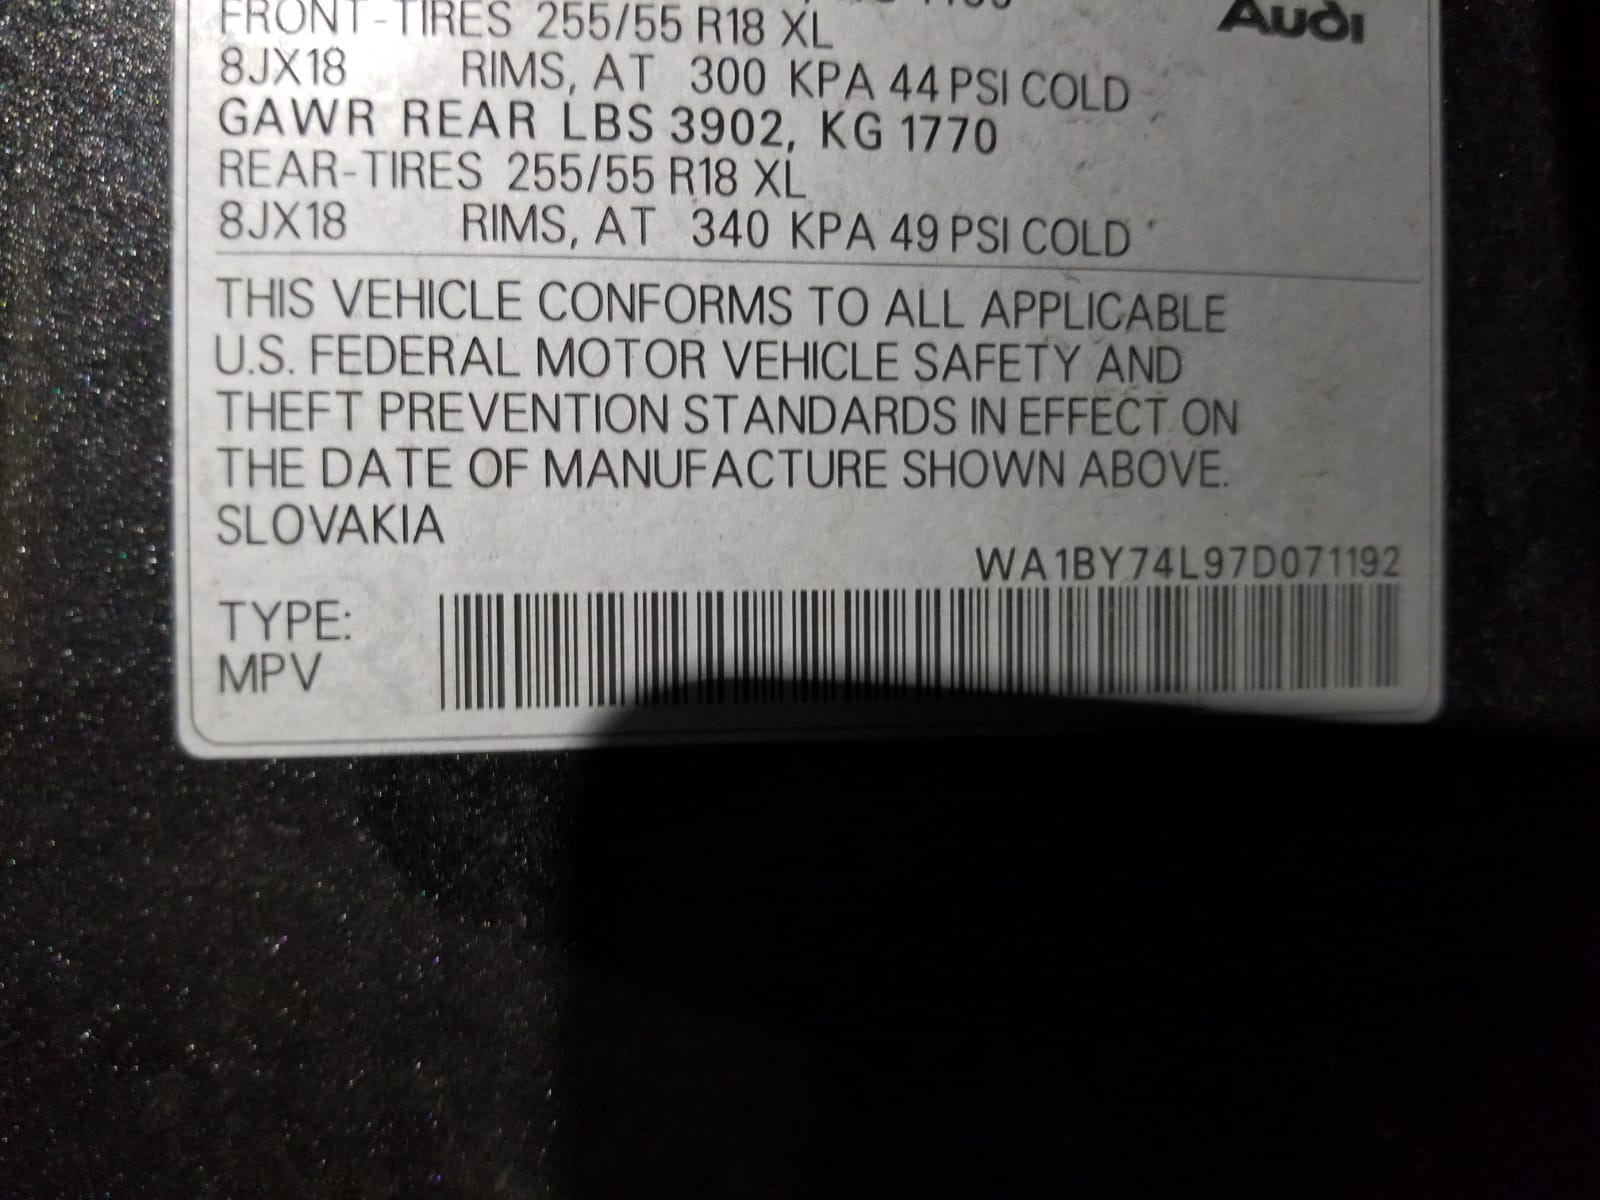 FRONT-TIRES 255/55 R18 XL
Audi
8JX18 RIMS, AT 300 KPA 44 PSI COLD
GAWR REAR LBS 3902, KG 1770
REAR-TIRES 255/55 R18 XL
8JX18 RIMS, AT 340 KPA 49 PSI COLD
THIS VEHICLE CONFORMS TO ALL APPLICABLE
U.S. FEDERAL MOTOR VEHICLE SAFETY AND
THEFT PREVENTION STANDARDS IN EFFECT ON
THE DATE OF MANUFACTURE SHOWN ABOVE.
SLOVAKIA
WA1BY74L97D071192
TYPE:
MPV